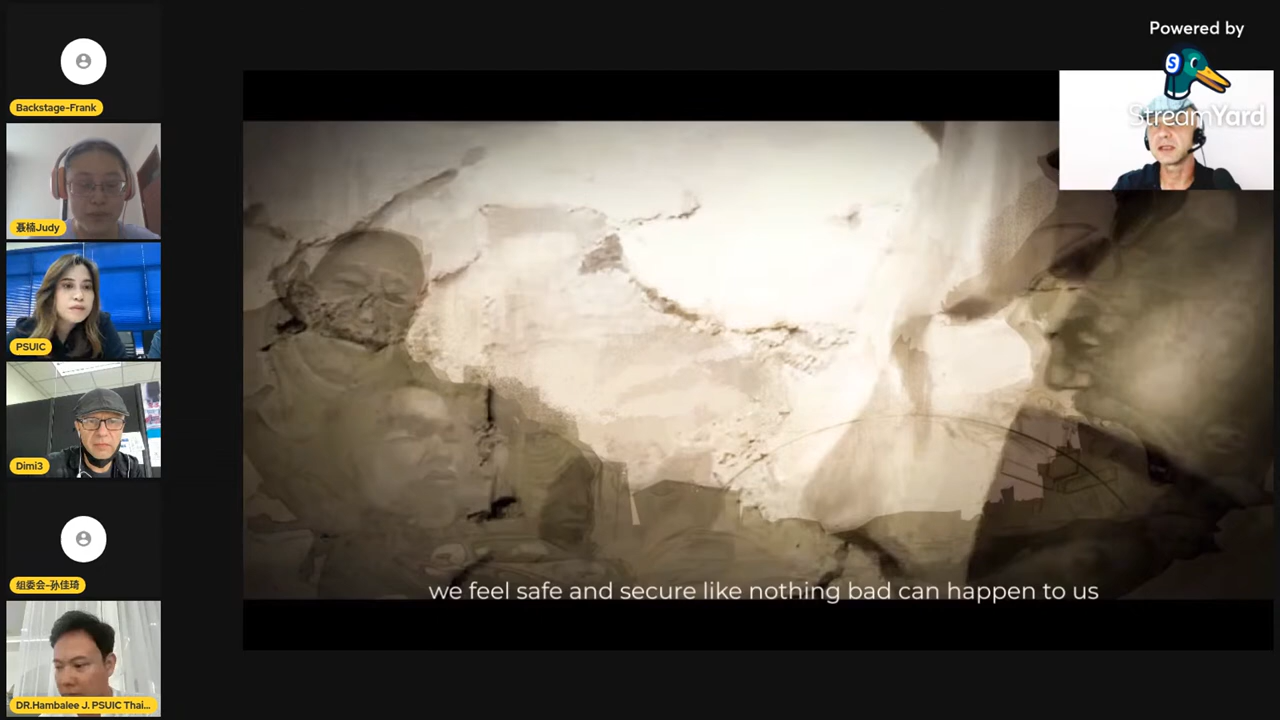 Backstage-Frank
聂楠Judy
PSUIC
Dimi3
组委会-孙佳琦
DR.Hambalee J. PSUIC Thai...
Powered by
S
StreamYard
we feel safe and secure like nothing bad can happen to us